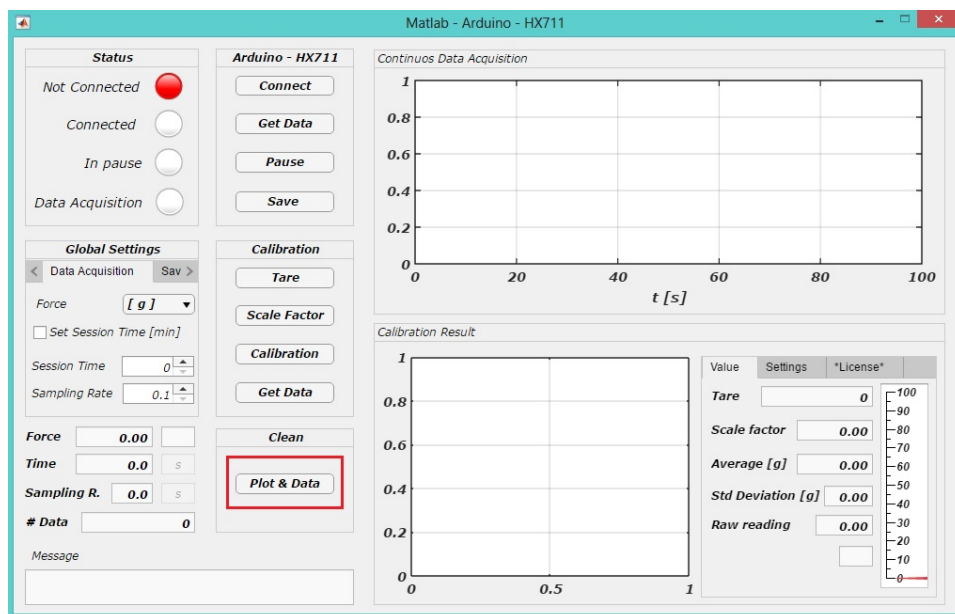 Matlab - Arduino - HX711
Status
Not Connected
Connected
In pause
Data Acquisition
Arduino - HX711
Connect
Get Data
Pause
Save
Global Settings
Data Acquisition Sav
Force [ g ]
Set Session Time [min]
Session Time 0
Sampling Rate 0.1
Calibration
Tare
Scale Factor
Calibration
Get Data
Force 0.00
Time 0.0 s
Sampling R. 0.0 s
# Data 0
Clean
Plot & Data
Message
Continuos Data Acquisition
1
0.8
0.6
0.4
0.2
0
0 20 40 60 80 100
t [s]
Calibration Result
1
0.8
0.6
0.4
0.2
0
0 0.5 1
Value Settings *License*
Tare 0
Scale factor 0.00
Average [g] 0.00
Std Deviation [g] 0.00
Raw reading 0.00
100
90
80
70
60
50
40
30
20
10
0